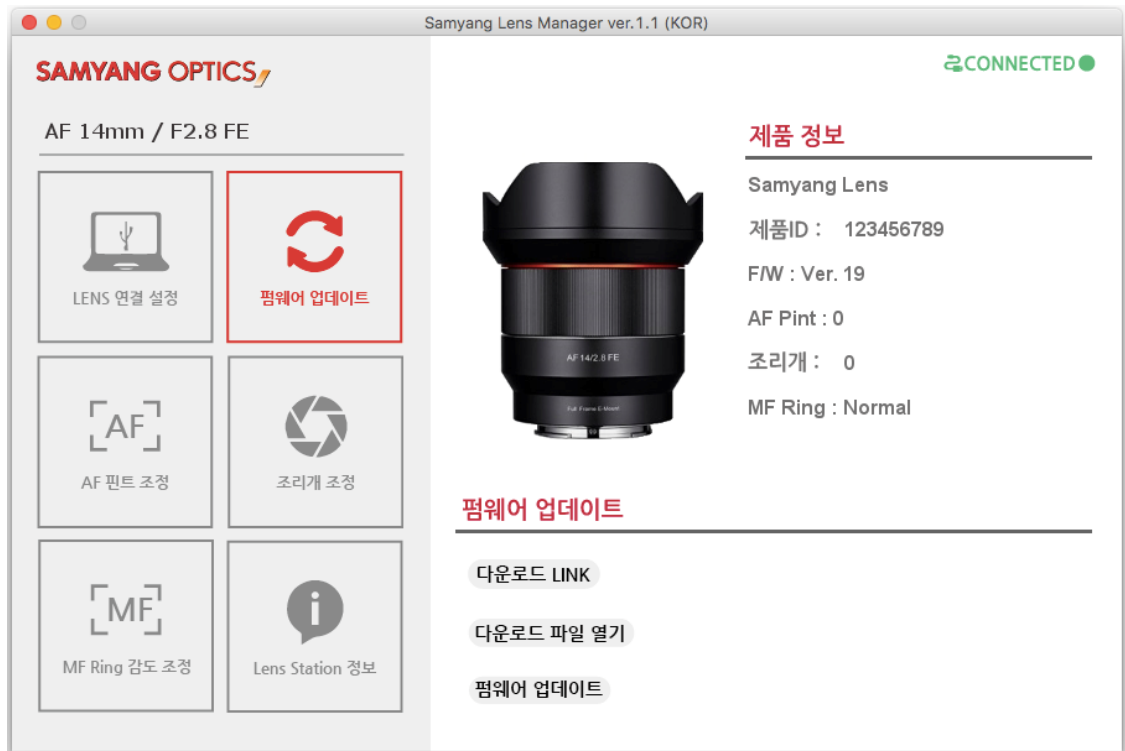 Samyang Lens Manager ver.1.1 (KOR)
SAMYANG OPTICS
CONNECTED
AF 14mm / F2.8 FE
LENS 연결 설정
펌웨어 업데이트
AF 핀트 조정
조리개 조정
MF Ring 감도 조정
Lens Station 정보
AF
MF
AF 14/2.8 FE
Full Frame E-Mount
제품 정보
Samyang Lens
제품ID : 123456789
F/W : Ver. 19
AF Pint : 0
조리개 : 0
MF Ring : Normal
펌웨어 업데이트
다운로드 LINK
다운로드 파일 열기
펌웨어 업데이트